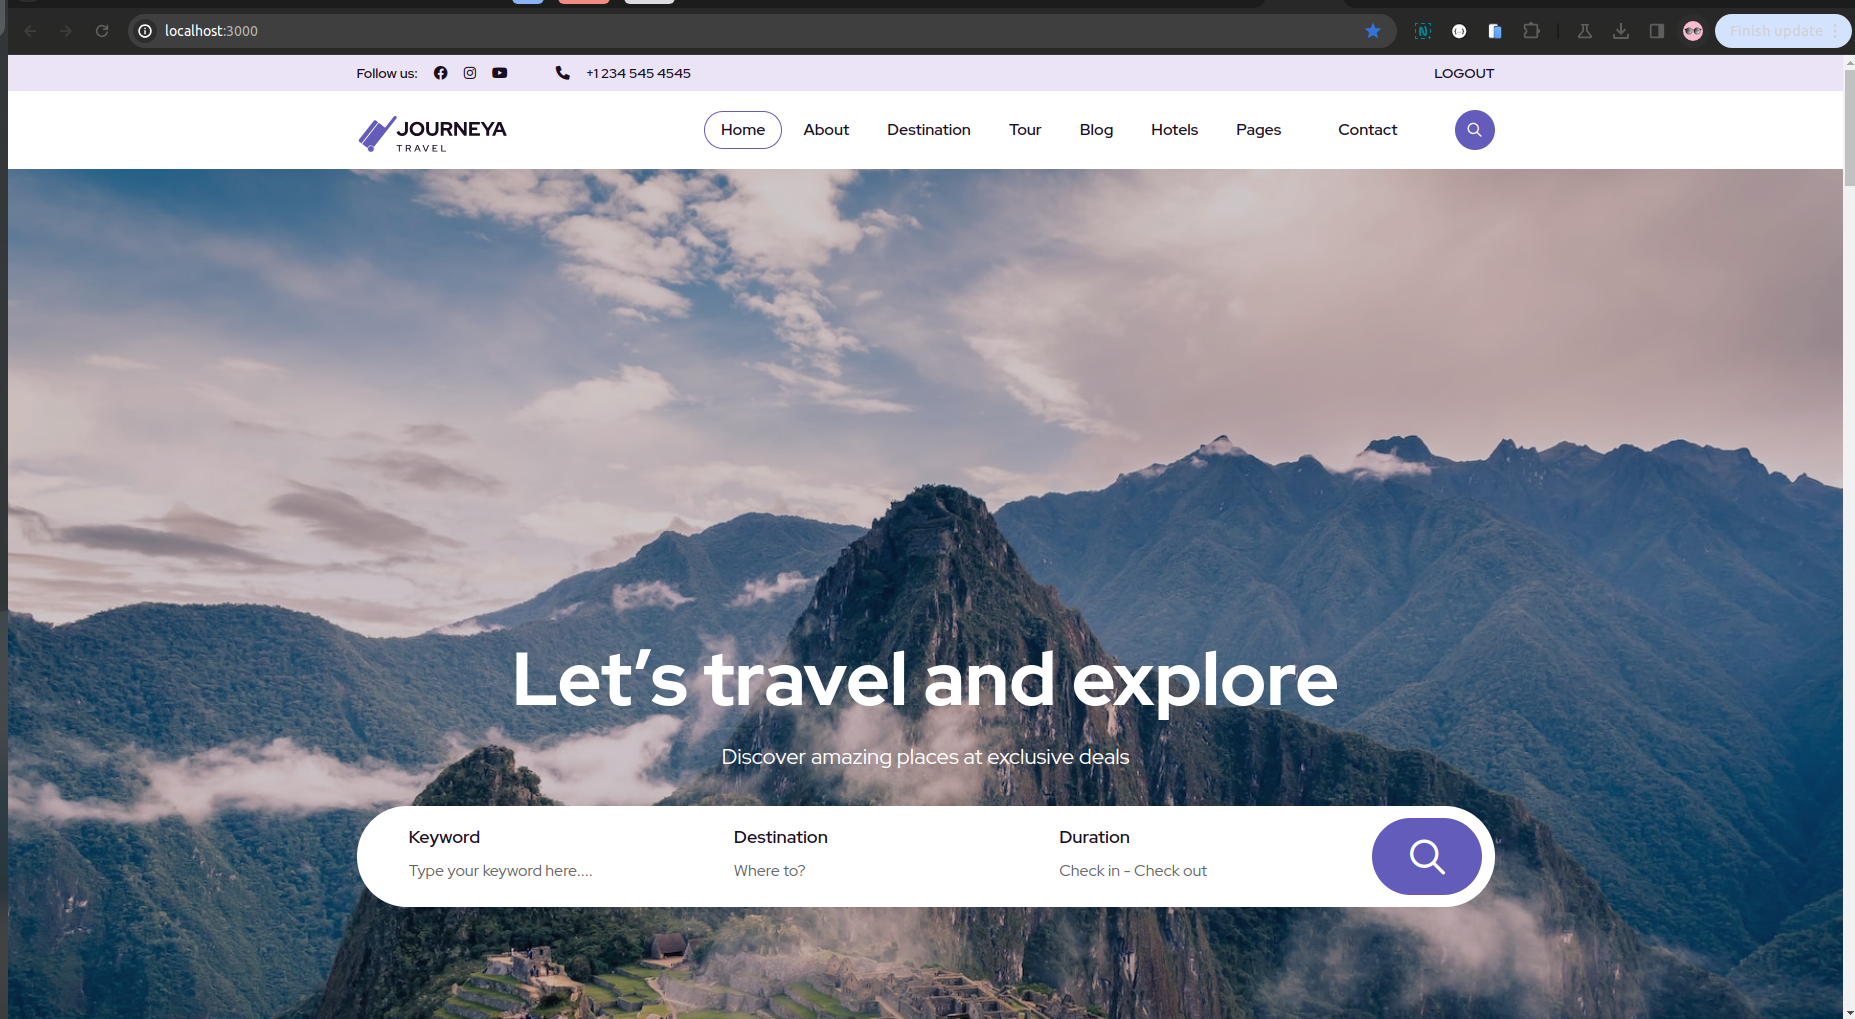 localhost:3000
Finish update
Follow us:
+1 234 545 4545
LOGOUT
JOURNEYA
TRAVEL
Home
About
Destination
Tour
Blog
Hotels
Pages
Contact
Let’s travel and explore
Discover amazing places at exclusive deals
Keyword
Destination
Duration
Type your keyword here....
Where to?
Check in - Check out